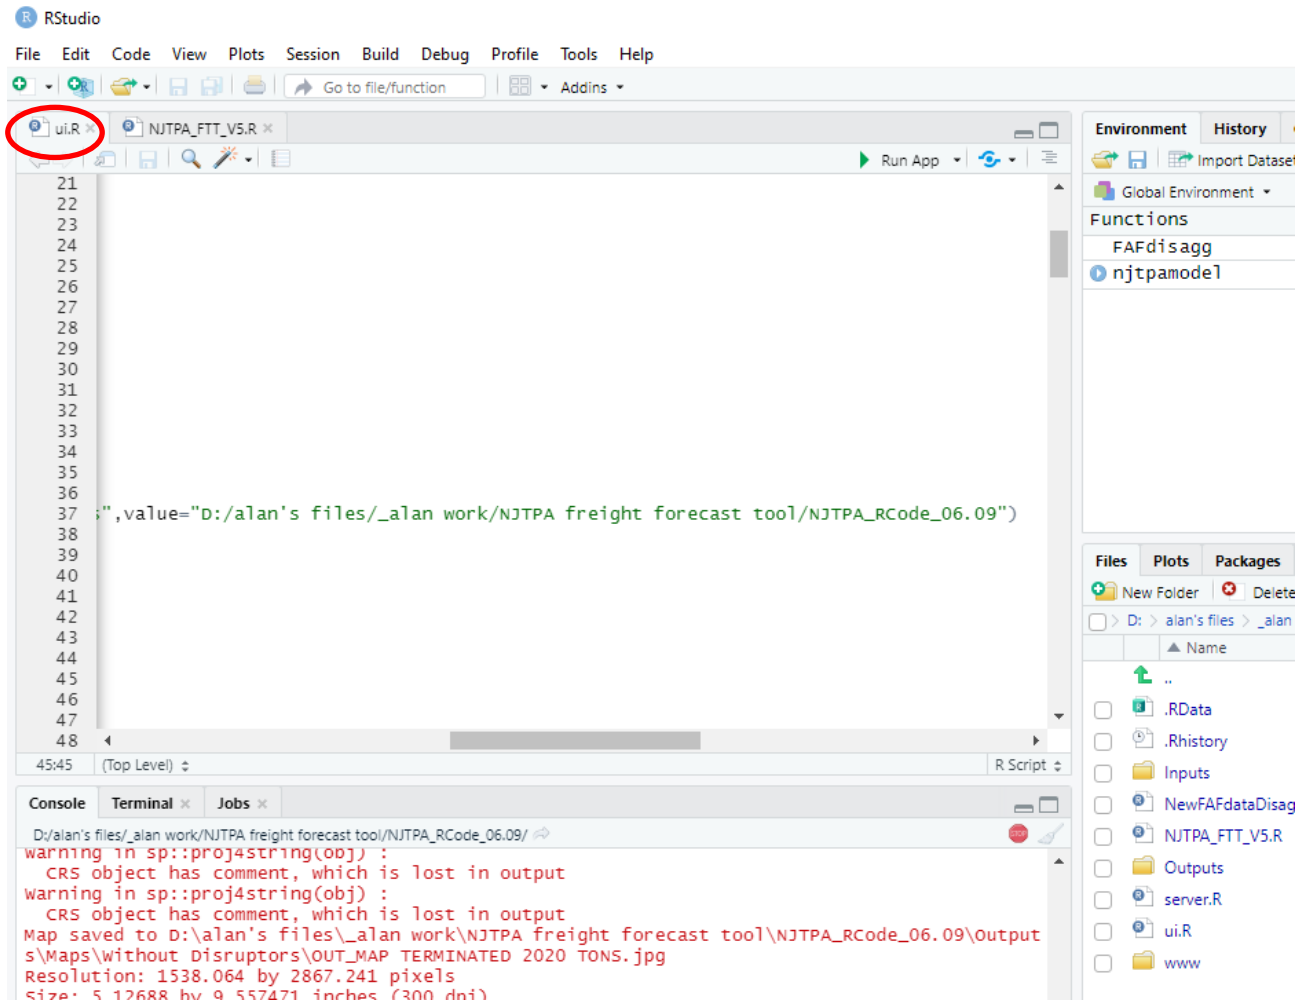 RStudio
File Edit Code View Plots Session Build Debug Profile Tools Help
Go to file/function Addins
ui.R NJTPA_FTT_V5.R
Run App
21
22
23
24
25
26
27
28
29
30
31
32
33
34
35
36
37 ",value="D:/alan's files/_alan work/NJTPA freight forecast tool/NJTPA_RCode_06.09")
38
39
40
41
42
43
44
45
46
47
48
45:45 (Top Level) R Script
Console Terminal Jobs
D:/alan's files/_alan work/NJTPA freight forecast tool/NJTPA_RCode_06.09/
Warning in sp::proj4string(obj) :
CRS object has comment, which is lost in output
Warning in sp::proj4string(obj) :
CRS object has comment, which is lost in output
Map saved to D:\alan's files\_alan work\NJTPA freight forecast tool\NJTPA_RCode_06.09\Output
s\Maps\Without Disruptors\OUT_MAP TERMINATED 2020 TONS.jpg
Resolution: 1538.064 by 2867.241 pixels
Size: 5.12688 by 9.557471 inches (300 dpi)
Environment History
Import Dataset
Global Environment
Functions
FAFdisagg
njtpamodel
Files Plots Packages
New Folder Delete
D: > alan's files > _alan
Name
..
.RData
.Rhistory
Inputs
NewFAFdataDisag
NJTPA_FTT_V5.R
Outputs
server.R
ui.R
www